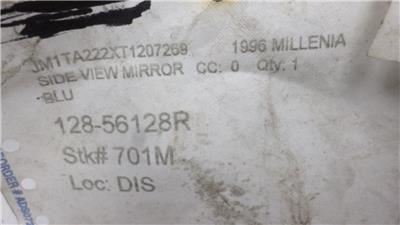 JM1TA222XT1207269 1996 MILLENIA
SIDE VIEW MIRROR CC: 0 Qty: 1
-BLU
128-56128R
Stk# 701M
Loc: DIS